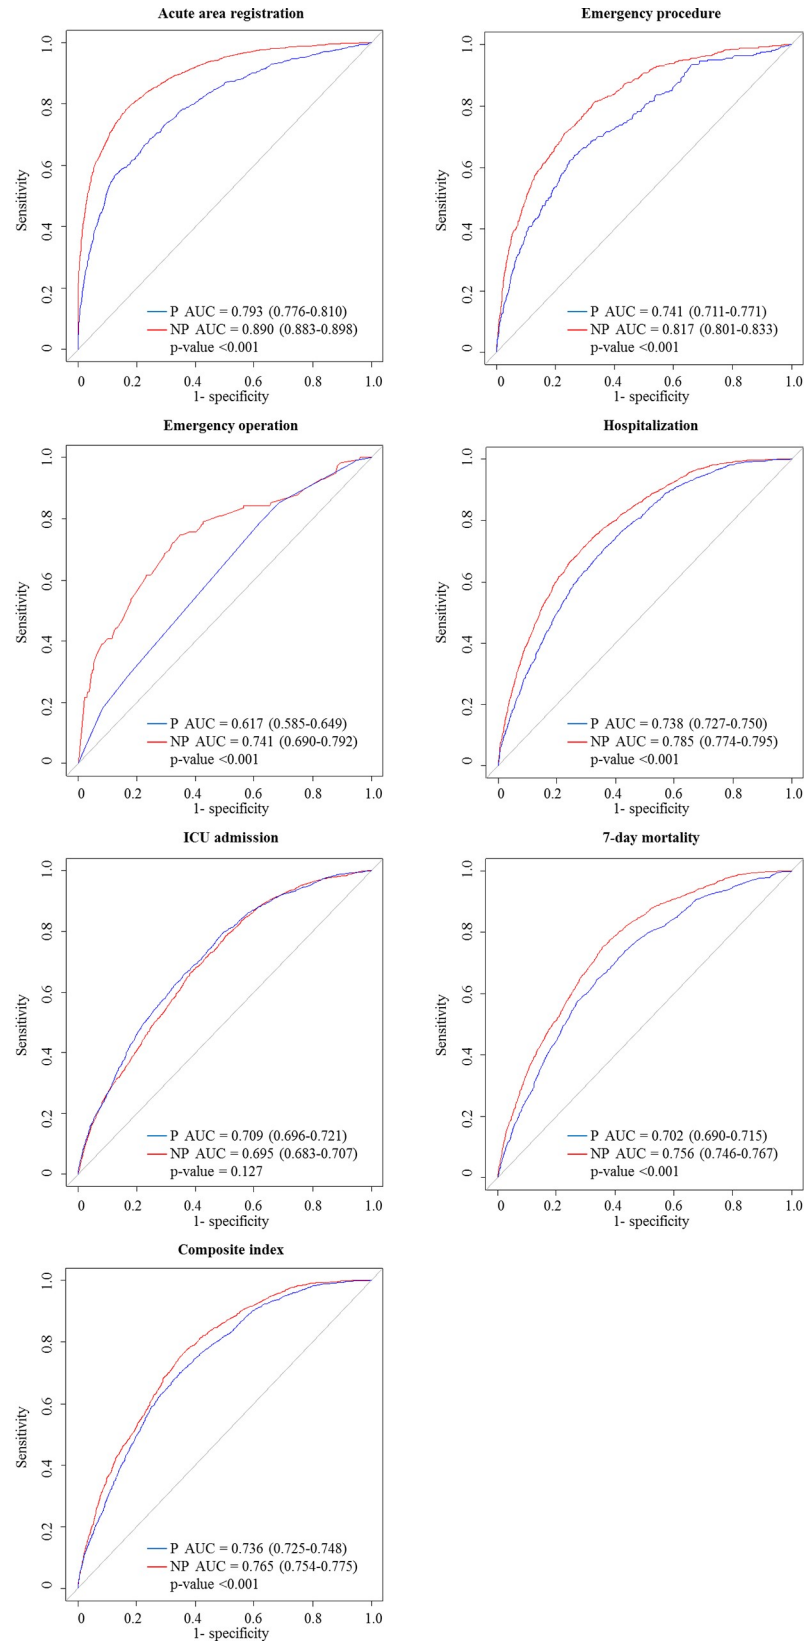 Acute area registration
Sensitivity
1.0
0.8
0.6
0.4
0.2
0
P AUC = 0.793 (0.776-0.810)
NP AUC = 0.890 (0.883-0.898)
p-value <0.001
0 0.2 0.4 0.6 0.8 1.0
1- specificity
Emergency procedure
Sensitivity
1.0
0.8
0.6
0.4
0.2
0
P AUC = 0.741 (0.711-0.771)
NP AUC = 0.817 (0.801-0.833)
p-value <0.001
0 0.2 0.4 0.6 0.8 1.0
1- specificity
Emergency operation
Sensitivity
1.0
0.8
0.6
0.4
0.2
0
P AUC = 0.617 (0.585-0.649)
NP AUC = 0.741 (0.690-0.792)
p-value <0.001
0 0.2 0.4 0.6 0.8 1.0
1- specificity
Hospitalization
Sensitivity
1.0
0.8
0.6
0.4
0.2
0
P AUC = 0.738 (0.727-0.750)
NP AUC = 0.785 (0.774-0.795)
p-value <0.001
0 0.2 0.4 0.6 0.8 1.0
1- specificity
ICU admission
Sensitivity
1.0
0.8
0.6
0.4
0.2
0
P AUC = 0.709 (0.696-0.721)
NP AUC = 0.695 (0.683-0.707)
p-value = 0.127
0 0.2 0.4 0.6 0.8 1.0
1- specificity
7-day mortality
Sensitivity
1.0
0.8
0.6
0.4
0.2
0
P AUC = 0.702 (0.690-0.715)
NP AUC = 0.756 (0.746-0.767)
p-value <0.001
0 0.2 0.4 0.6 0.8 1.0
1- specificity
Composite index
Sensitivity
1.0
0.8
0.6
0.4
0.2
0
P AUC = 0.736 (0.725-0.748)
NP AUC = 0.765 (0.754-0.775)
p-value <0.001
0 0.2 0.4 0.6 0.8 1.0
1- specificity